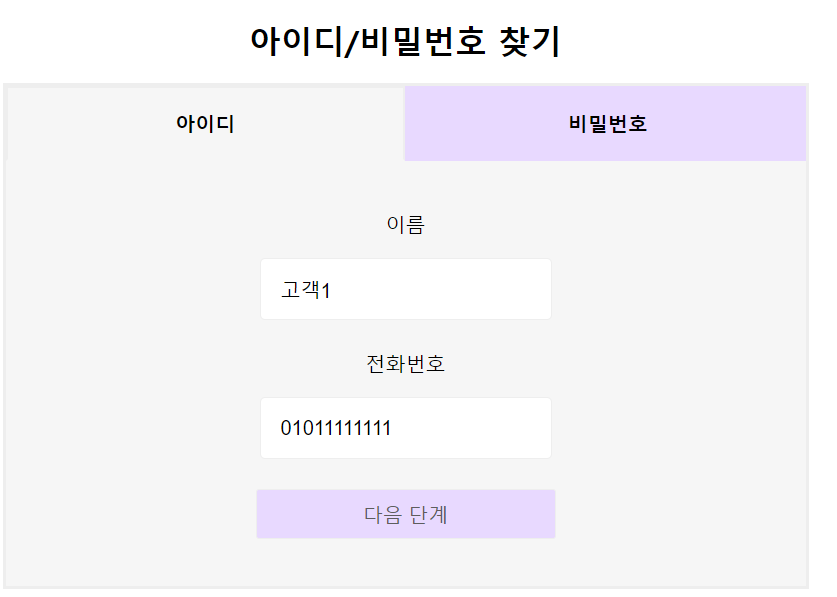 아이디/비밀번호 찾기
아이디
비밀번호
이름
고객1
전화번호
01011111111
다음 단계